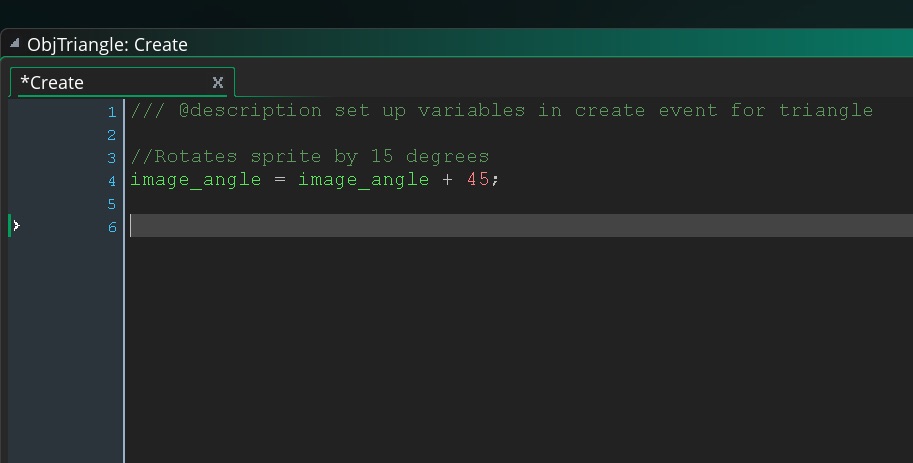 ObjTriangle: Create
*Create X
1 /// @description set up variables in create event for triangle
2
3 //Rotates sprite by 15 degrees
4 image_angle = image_angle + 45;
5
6